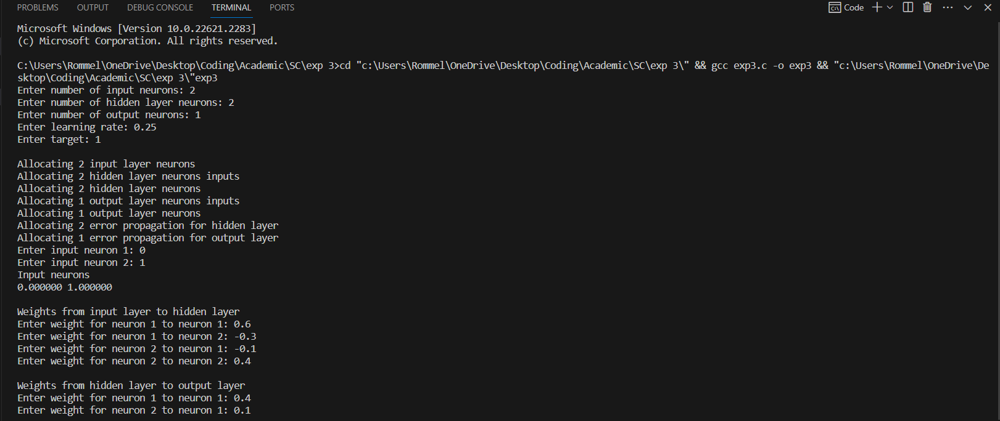 PROBLEMS OUTPUT DEBUG CONSOLE TERMINAL PORTS Code
Microsoft Windows [Version 10.0.22621.2283]
(c) Microsoft Corporation. All rights reserved.
C:\Users\Rommel\OneDrive\Desktop\Coding\Academic\SC\exp 3>cd "c:\Users\Rommel\OneDrive\Desktop\Coding\Academic\SC\exp 3\" && gcc exp3.c -o exp3 && "c:\Users\Rommel\OneDrive\De
sktop\Coding\Academic\SC\exp 3\"exp3
Enter number of input neurons: 2
Enter number of hidden layer neurons: 2
Enter number of output neurons: 1
Enter learning rate: 0.25
Enter target: 1
Allocating 2 input layer neurons
Allocating 2 hidden layer neurons inputs
Allocating 2 hidden layer neurons
Allocating 1 output layer neurons inputs
Allocating 1 output layer neurons
Allocating 2 error propagation for hidden layer
Allocating 1 error propagation for output layer
Enter input neuron 1: 0
Enter input neuron 2: 1
Input neurons
0.000000 1.000000
Weights from input layer to hidden layer
Enter weight for neuron 1 to neuron 1: 0.6
Enter weight for neuron 1 to neuron 2: -0.3
Enter weight for neuron 2 to neuron 1: -0.1
Enter weight for neuron 2 to neuron 2: 0.4
Weights from hidden layer to output layer
Enter weight for neuron 1 to neuron 1: 0.4
Enter weight for neuron 2 to neuron 1: 0.1